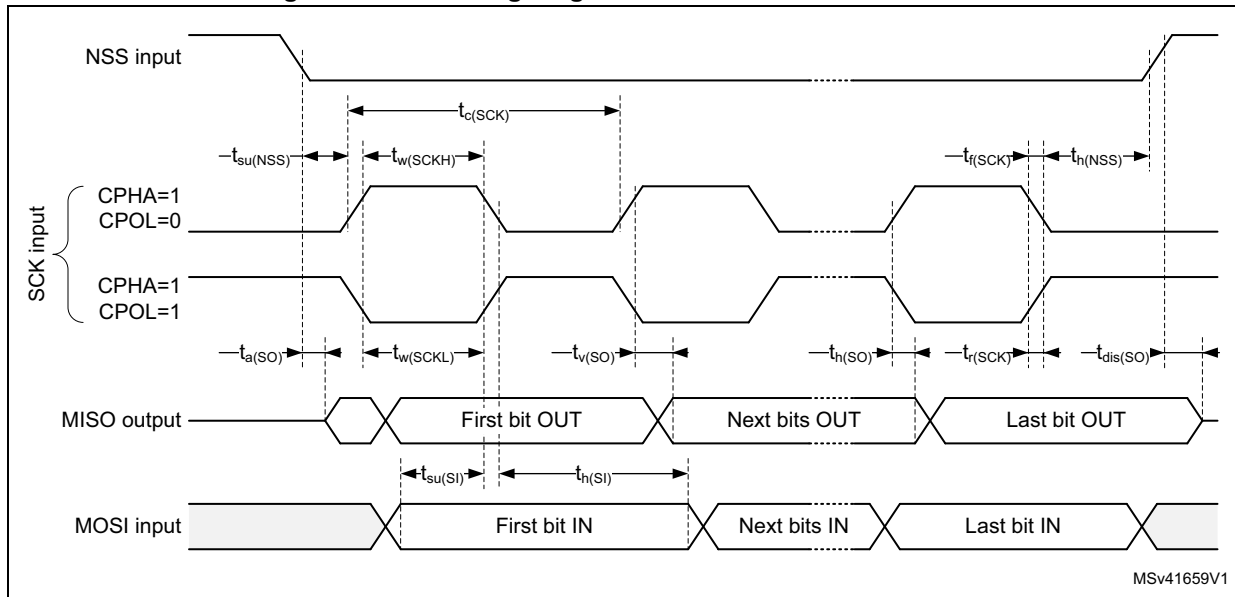 NSS input
tc(SCK)
tsu(NSS)
tw(SCKH)
tf(SCK)
th(NSS)
SCK input
CPHA=1
CPOL=0
CPHA=1
CPOL=1
ta(SO)
tw(SCKL)
tv(SO)
th(SO)
tr(SCK)
tdis(SO)
MISO output
First bit OUT
Next bits OUT
Last bit OUT
tsu(SI)
th(SI)
MOSI input
First bit IN
Next bits IN
Last bit IN
MSv41659V1